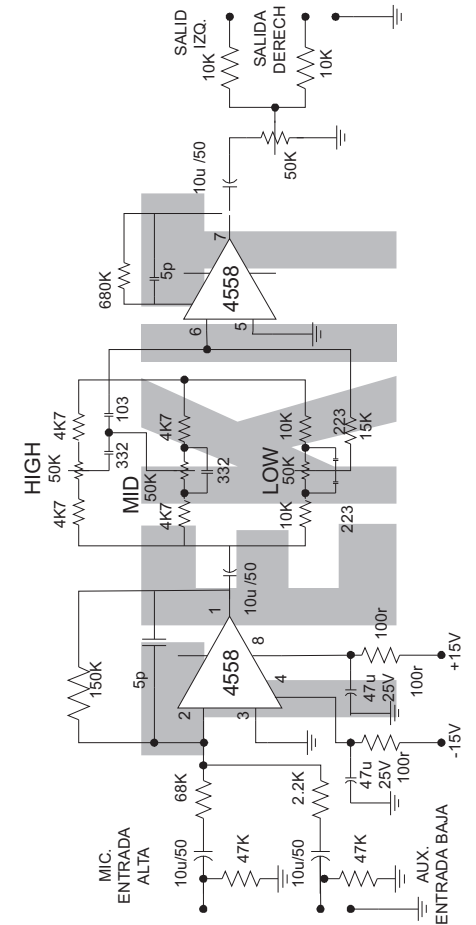 MIC.
ENTRADA
ALTA
10u/50
47K
68K
2.2K
10u/50
47K
AUX.
ENTRADA BAJA
150K
5p
2
3
4558
1
8
4
10u /50
47u
25V
100r
-15V
47u
25V
100r
100r
+15V
HIGH
50K
4K7
4K7
332
103
MID
50K
4K7
4K7
332
LOW
50K
10K
10K
223
223
15K
680K
5p
6
5
4558
7
10u /50
50K
10K
SALID
IZQ.
SALIDA
DERECH
10K